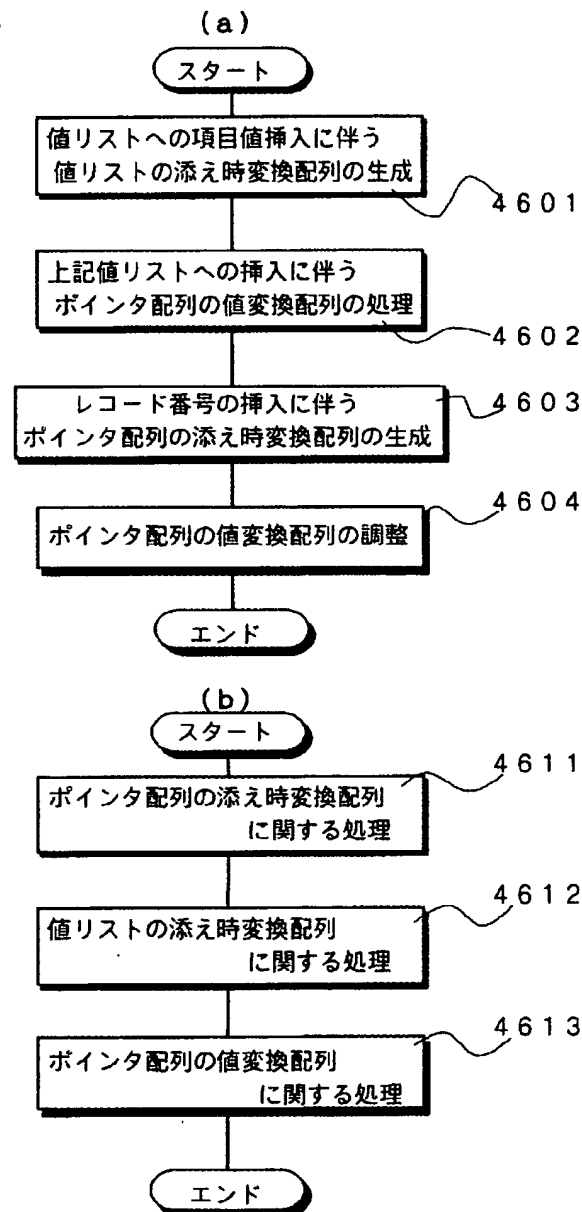 (a)
スタート
値リストへの項目値挿入に伴う
値リストの添え時変換配列の生成
4601
上記値リストへの挿入に伴う
ポインタ配列の値変換配列の処理
4602
レコード番号の挿入に伴う
ポインタ配列の添え時変換配列の生成
4603
4604
ポインタ配列の値変換配列の調整
エンド
(b)
スタート
4611
ポインタ配列の添え時変換配列
に関する処理
4612
値リストの添え時変換配列
に関する処理
4613
ポインタ配列の値変換配列
に関する処理
エンド